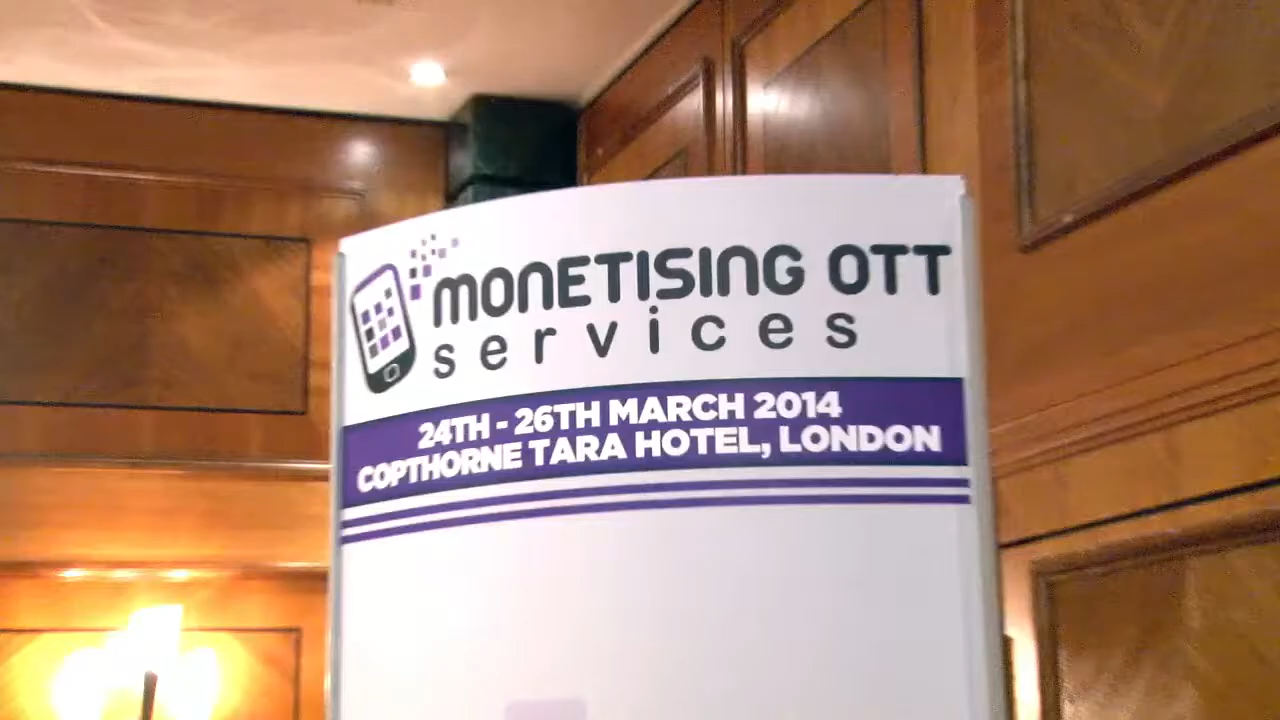 MONETISING OTT
services
24TH - 26TH MARCH 2014
COPTHORNE TARA HOTEL, LONDON